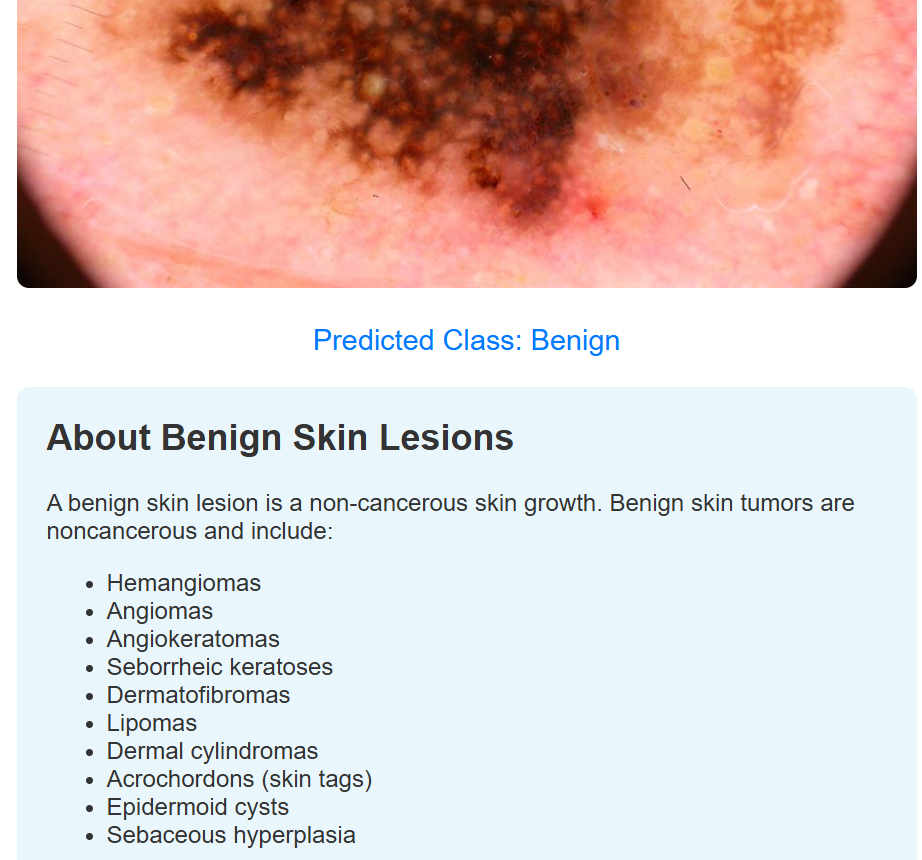 Predicted Class: Benign
About Benign Skin Lesions
A benign skin lesion is a non-cancerous skin growth. Benign skin tumors are
noncancerous and include:
• Hemangiomas
• Angiomas
• Angiokeratomas
• Seborrheic keratoses
• Dermatofibromas
• Lipomas
• Dermal cylindromas
• Acrochordons (skin tags)
• Epidermoid cysts
• Sebaceous hyperplasia